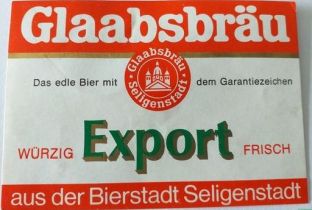 Glaabsbräu
Das edle Bier mit
Glaabsbräu
Seligenstadt
dem Garantiezeichen
WÜRZIG
Export
FRISCH
aus der Bierstadt Seligenstadt